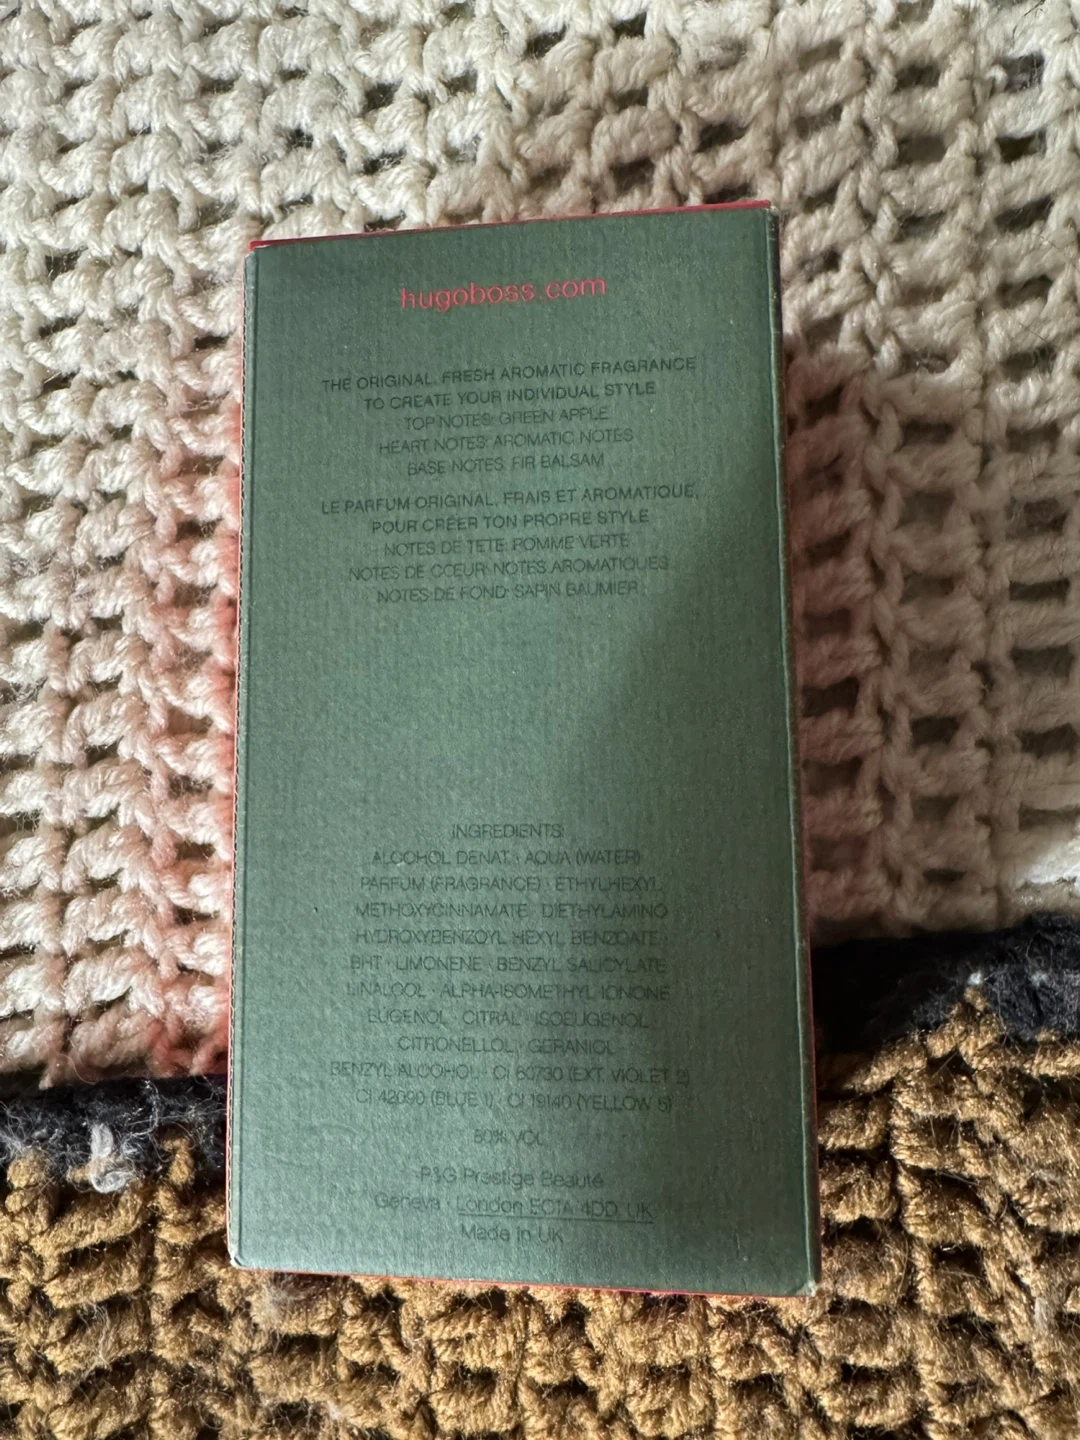 hugoboss.com
THE ORIGINAL, FRESH AROMATIC FRAGRANCE
TO CREATE YOUR INDIVIDUAL STYLE
TOP NOTES: GREEN APPLE
HEART NOTES: AROMATIC NOTES
BASE NOTES: FIR BALSAM
LE PARFUM ORIGINAL, FRAIS ET AROMATIQUE,
POUR CRÉER TON PROPRE STYLE
NOTES DE TÊTE: POMME VERTE
NOTES DE CŒUR: NOTES AROMATIQUES
NOTES DE FOND: SAPIN BAUMIER
INGREDIENTS:
ALCOHOL DENAT. · AQUA (WATER)
PARFUM (FRAGRANCE) · ETHYLHEXYL
METHOXYCINNAMATE · DIETHYLAMINO
HYDROXYBENZOYL HEXYL BENZOATE
BHT · LIMONENE · BENZYL SALICYLATE
LINALOOL · ALPHA-ISOMETHYL IONONE
EUGENOL · CITRAL · ISOEUGENOL
CITRONELLOL · GERANIOL
BENZYL ALCOHOL · CI 60730 (EXT. VIOLET 2)
CI 42090 (BLUE 1) · CI 19140 (YELLOW 5)
80% VOL
P&G Prestige Beauté
Geneva · London EC1A 4DD, UK
Made in UK